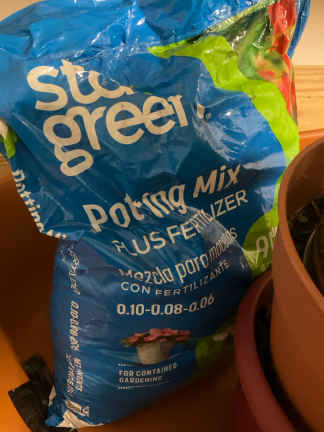 sta
green
Potting Mix
PLUS FERTILIZER
Mezcla para macetas
CON FERTILIZANTE
0.10-0.08-0.06
FOR CONTAINED
GARDENING